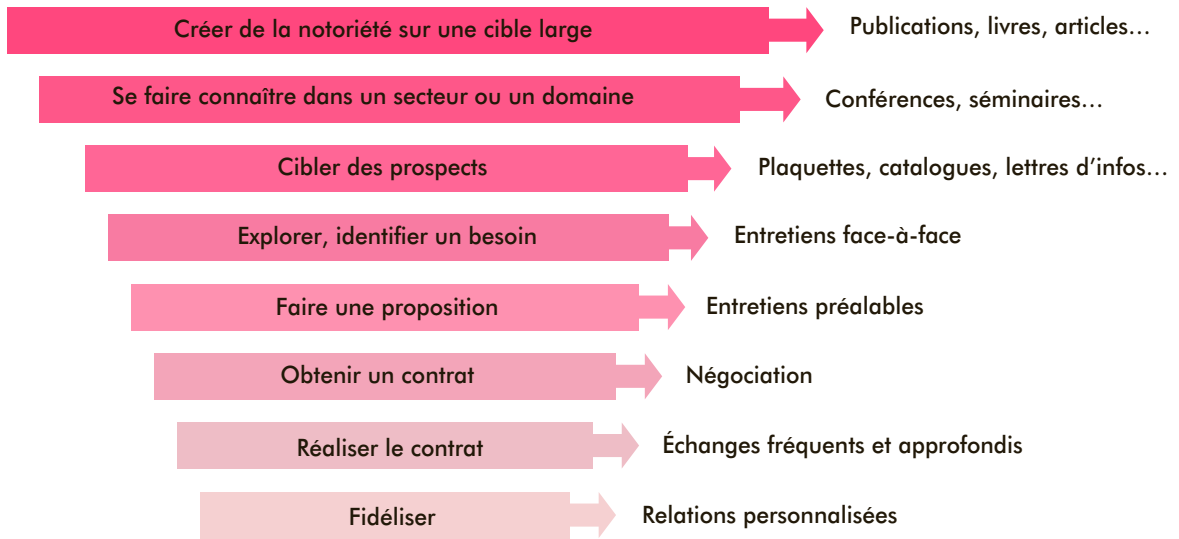 Créer de la notoriété sur une cible large
Publications, livres, articles…
Se faire connaître dans un secteur ou un domaine
Conférences, séminaires…
Cibler des prospects
Plaquettes, catalogues, lettres d’infos…
Explorer, identifier un besoin
Entretiens face-à-face
Faire une proposition
Entretiens préalables
Obtenir un contrat
Négociation
Réaliser le contrat
Échanges fréquents et approfondis
Fidéliser
Relations personnalisées